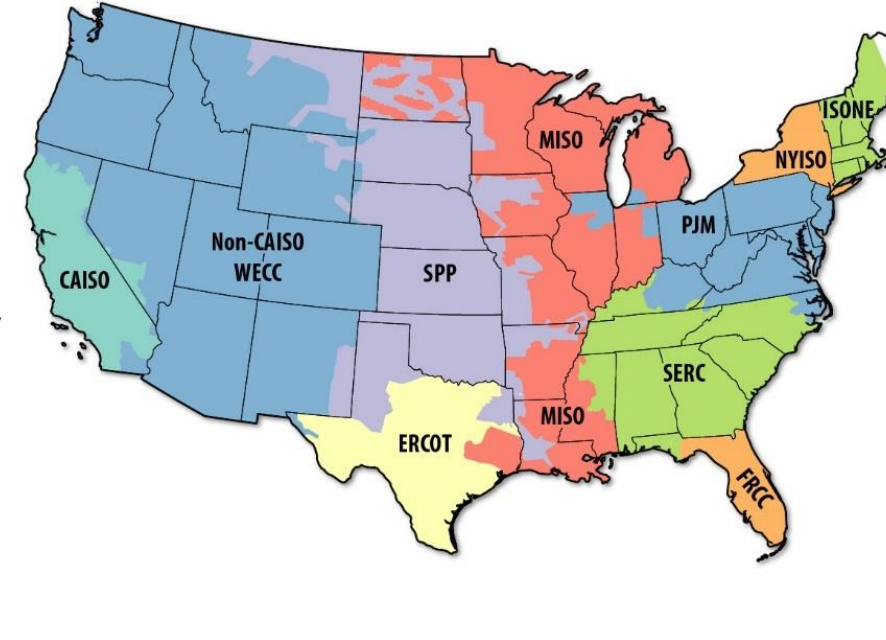 ISONE
MISO
NYISO
PJM
Non-CAISO
WECC
CAISO
SPP
SERC
MISO
ERCOT
FRCC